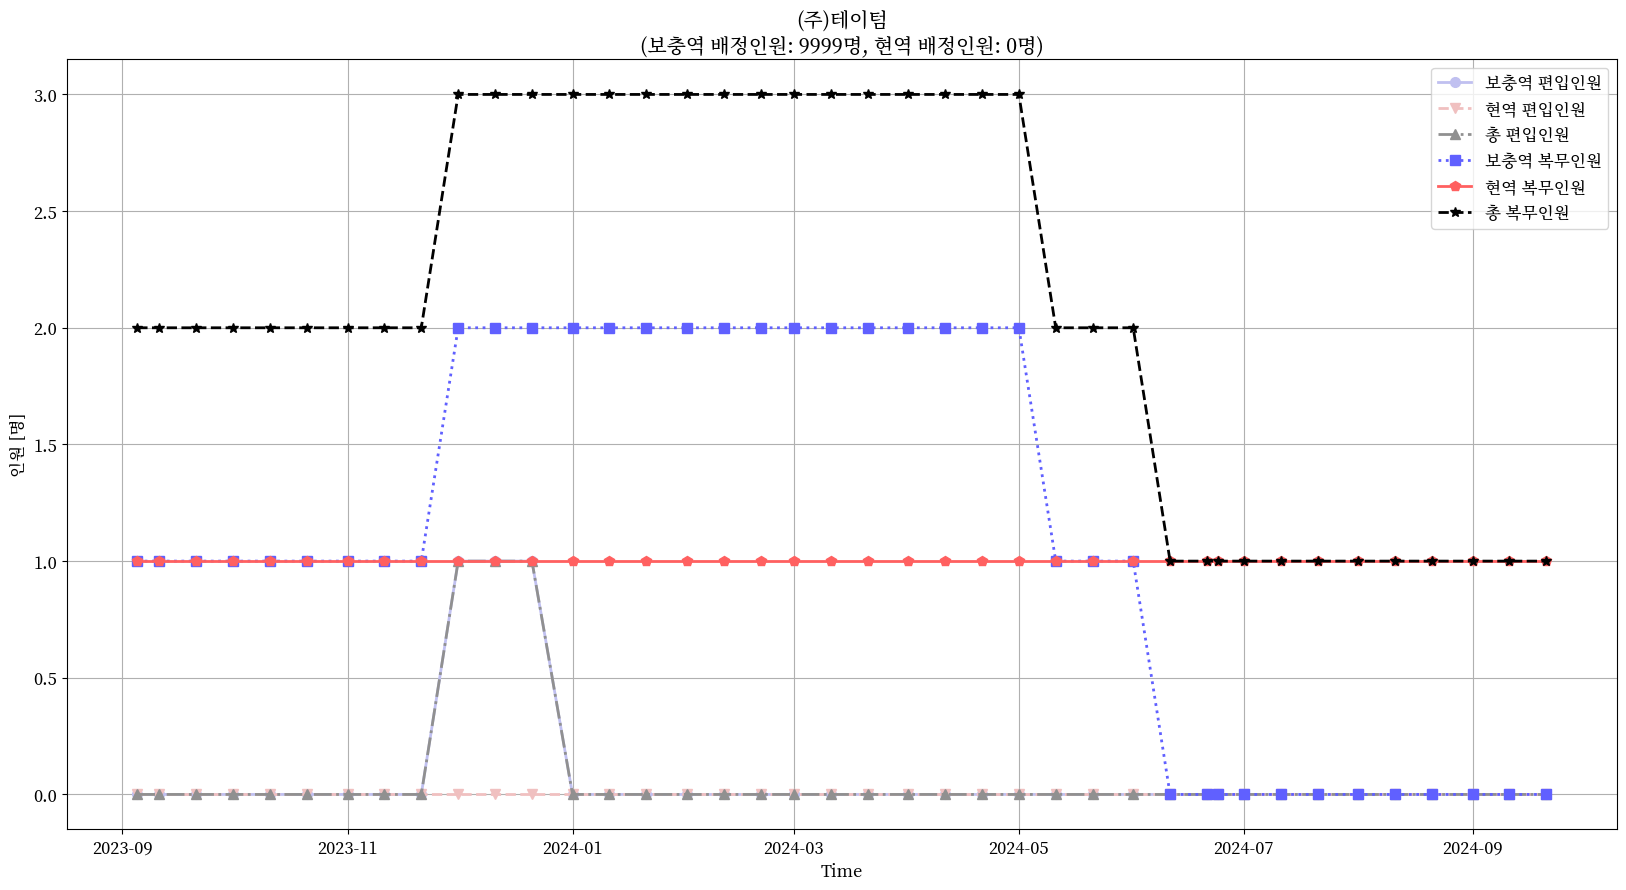 (주)테이텀
(보충역 배정인원: 9999명, 현역 배정인원: 0명)
보충역 편입인원
현역 편입인원
총 편입인원
보충역 복무인원
현역 복무인원
총 복무인원
인원 [명]
3.0
2.5
2.0
1.5
1.0
0.5
0.0
2023-09 2023-11 2024-01 2024-03 2024-05 2024-07 2024-09
Time